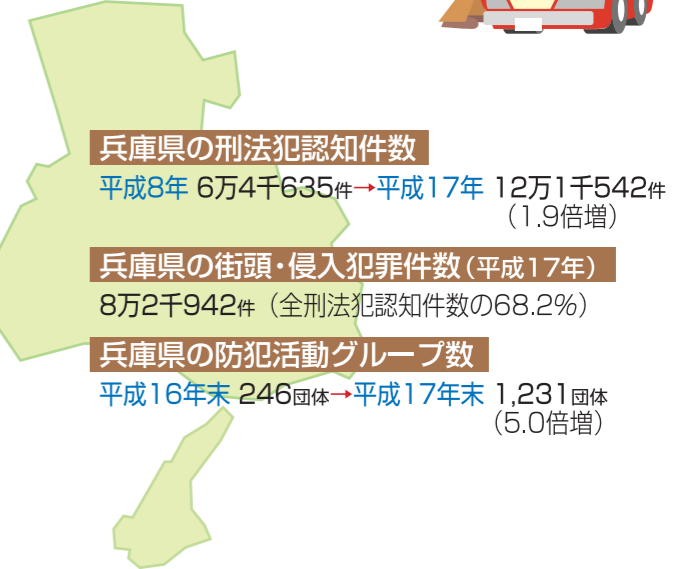 兵庫県の刑法犯認知件数
平成8年 6万4千635件→平成17年 12万1千542件
（1.9倍増）
兵庫県の街頭・侵入犯罪件数（平成17年）
8万2千942件（全刑法犯認知件数の68.2%）
兵庫県の防犯活動グループ数
平成16年末 246団体→平成17年末 1,231団体
（5.0倍増）